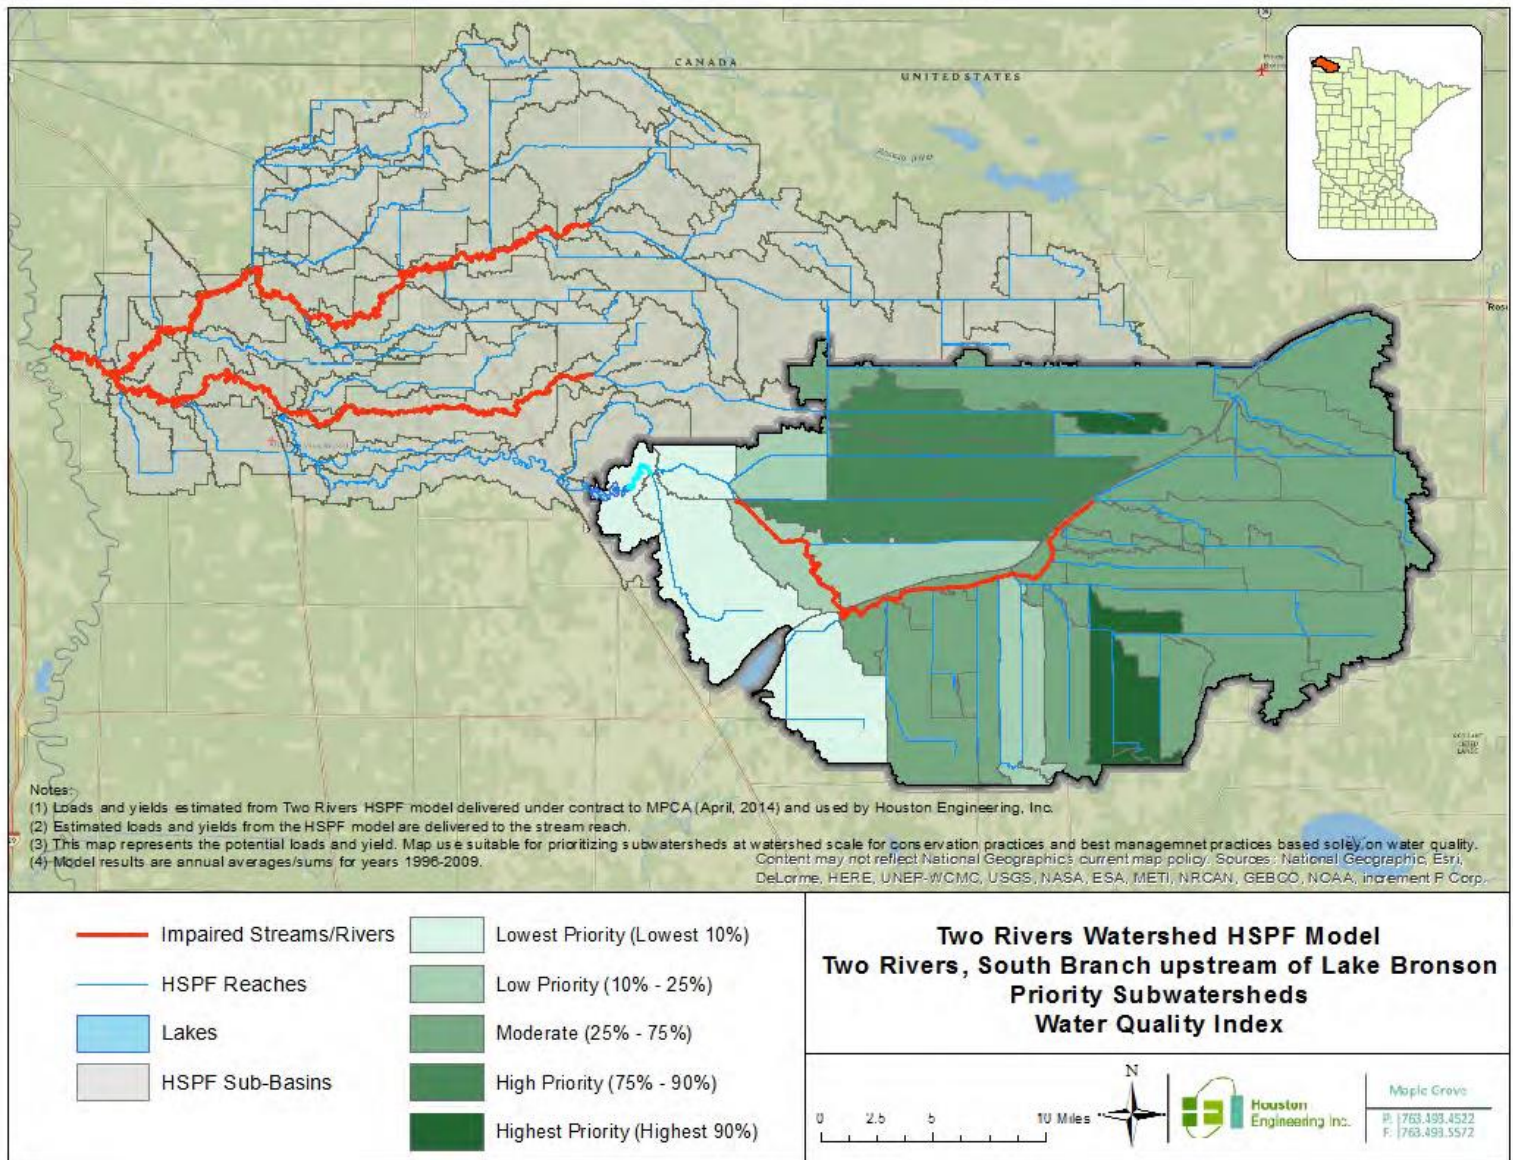 CANADA
UNITED STATES
Notes:
(1) Loads and yields estimated from Two Rivers HSPF model delivered under contract to MPCA (April, 2014) and used by Houston Engineering, Inc.
(2) Estimated loads and yields from the HSPF model are delivered to the stream reach.
(3) This map represents the potential loads and yield. Map use suitable for prioritizing subwatersheds at watershed scale for conservation practices and best managemnet practices based soley on water quality.
(4) Model results are annual averages/sums for years 1996-2009.
Content may not reflect National Geographic's current map policy. Sources: National Geographic, Esri,
DeLorme, HERE, UNEP-WCMC, USGS, NASA, ESA, METI, NRCAN, GEBCO, NOAA, increment P Corp.
Impaired Streams/Rivers
HSPF Reaches
Lakes
HSPF Sub-Basins
Lowest Priority (Lowest 10%)
Low Priority (10% - 25%)
Moderate (25% - 75%)
High Priority (75% - 90%)
Highest Priority (Highest 90%)
Two Rivers Watershed HSPF Model
Two Rivers, South Branch upstream of Lake Bronson
Priority Subwatersheds
Water Quality Index
0 2.5 5 10 Miles
N
Houston
Engineering Inc.
Maple Grove
P: 763.493.4522
F: 763.493.5572